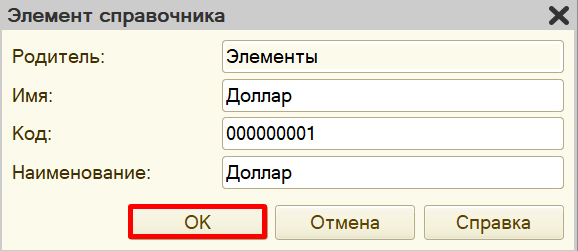 Элемент справочника
Родитель: Элементы
Имя: Доллар
Код: 000000001
Наименование: Доллар
OK Отмена Справка